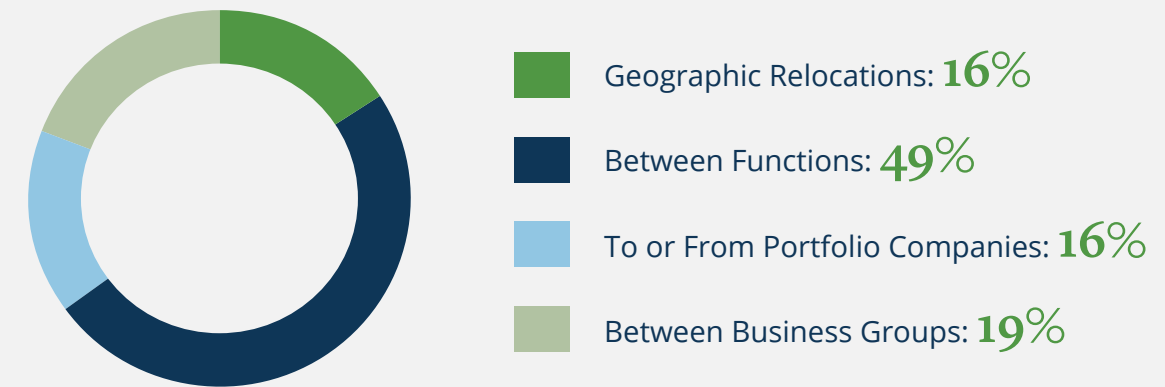 Geographic Relocations: 16%
Between Functions: 49%
To or From Portfolio Companies: 16%
Between Business Groups: 19%